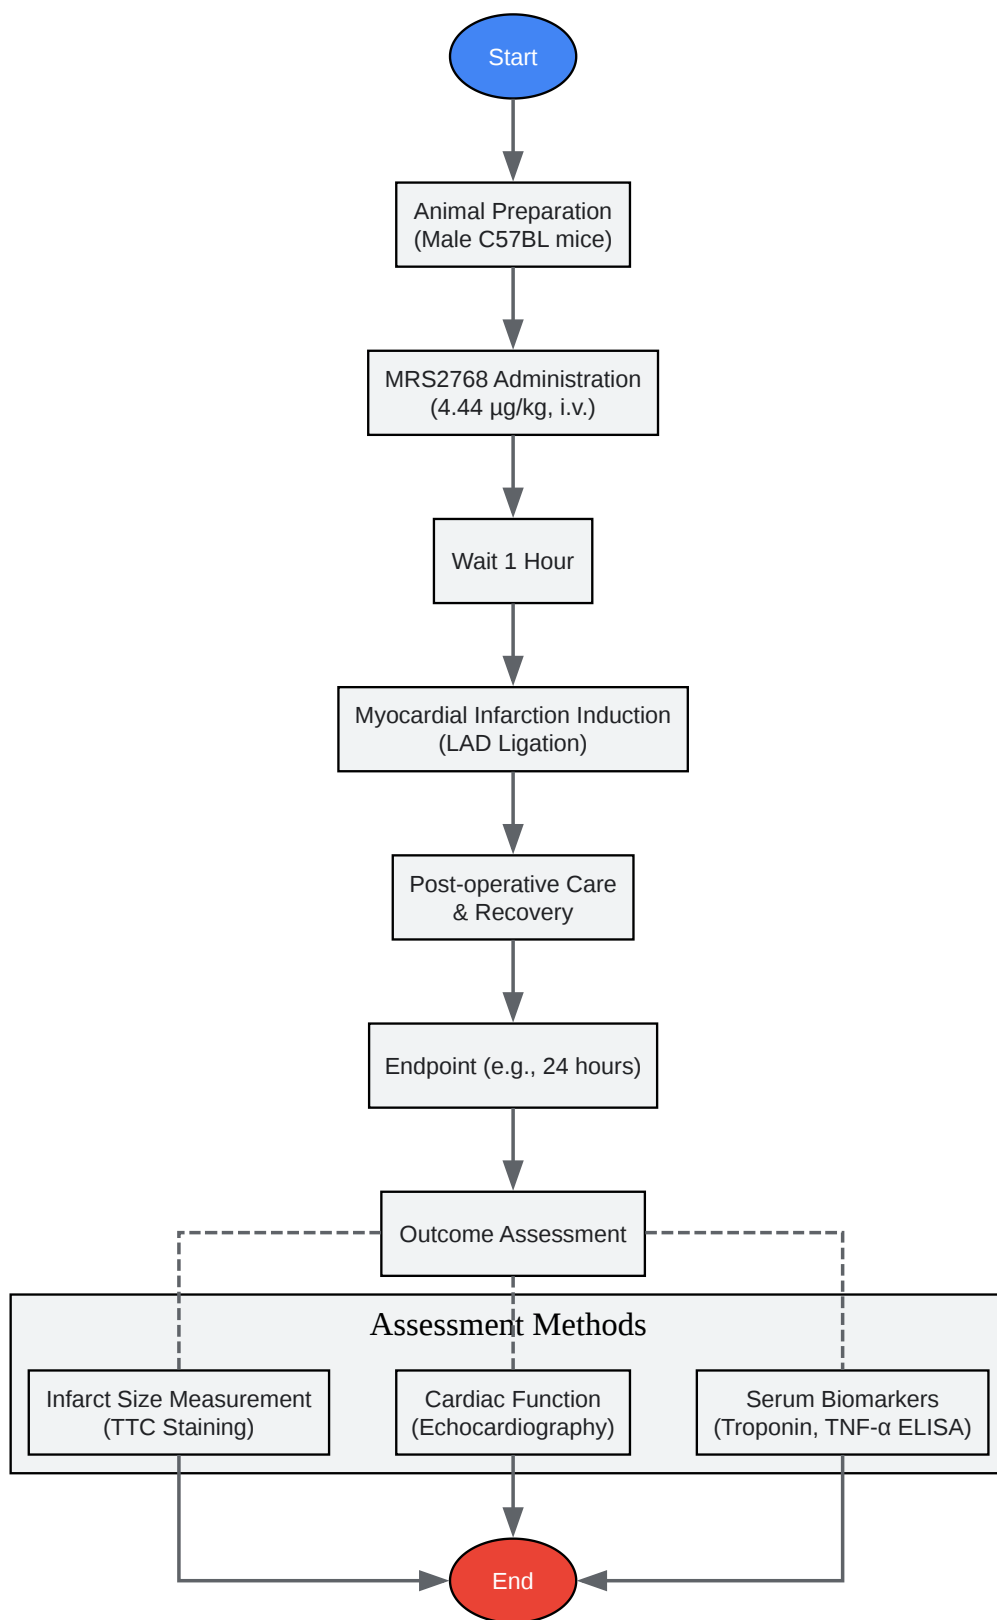 Start
Animal Preparation
(Male C57BL mice)
MRS2768 Administration
(4.44 µg/kg, i.v.)
Wait 1 Hour
Myocardial Infarction Induction
(LAD Ligation)
Post-operative Care
& Recovery
Endpoint (e.g., 24 hours)
Outcome Assessment
Assessment Methods
Infarct Size Measurement
(TTC Staining)
Cardiac Function
(Echocardiography)
Serum Biomarkers
(Troponin, TNF-α ELISA)
End